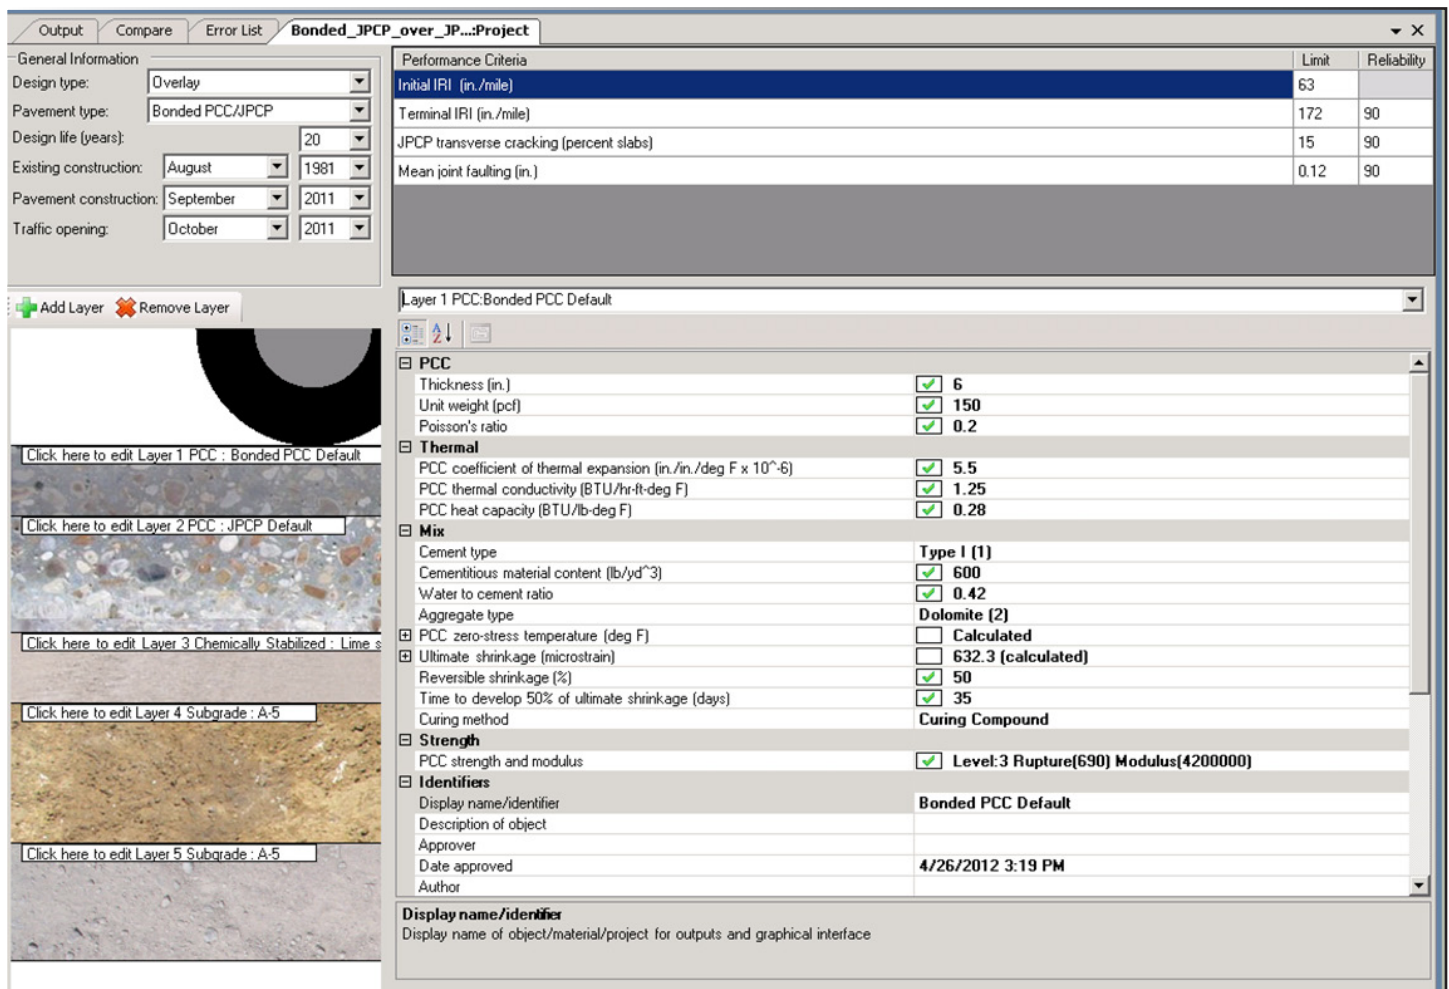 Output Compare Error List Bonded_JPCP_over_JP...:Project
General Information
Design type: Overlay
Pavement type: Bonded PCC/JPCP
Design life (years): 20
Existing construction: August 1981
Pavement construction: September 2011
Traffic opening: October 2011
Performance Criteria Limit Reliability
Initial IRI (in./mile) 63
Terminal IRI (in./mile) 172 90
JPCP transverse cracking (percent slabs) 15 90
Mean joint faulting (in.) 0.12 90
Add Layer Remove Layer
Click here to edit Layer 1 PCC : Bonded PCC Default
Click here to edit Layer 2 PCC : JPCP Default
Click here to edit Layer 3 Chemically Stabilized : Lime s
Click here to edit Layer 4 Subgrade : A-5
Click here to edit Layer 5 Subgrade : A-5
Layer 1 PCC:Bonded PCC Default
PCC
Thickness (in.) 6
Unit weight (pcf) 150
Poisson's ratio 0.2
Thermal
PCC coefficient of thermal expansion (in./in./deg F x 10^-6) 5.5
PCC thermal conductivity (BTU/hr-ft-deg F) 1.25
PCC heat capacity (BTU/lb-deg F) 0.28
Mix
Cement type Type I (1)
Cementitious material content (lb/yd^3) 600
Water to cement ratio 0.42
Aggregate type Dolomite (2)
PCC zero-stress temperature (deg F) Calculated
Ultimate shrinkage (microstrain) 632.3 (calculated)
Reversible shrinkage (%) 50
Time to develop 50% of ultimate shrinkage (days) 35
Curing method Curing Compound
Strength
PCC strength and modulus Level:3 Rupture(690) Modulus(4200000)
Identifiers
Display name/identifier Bonded PCC Default
Description of object
Approver
Date approved 4/26/2012 3:19 PM
Author
Display name/identifier
Display name of object/material/project for outputs and graphical interface